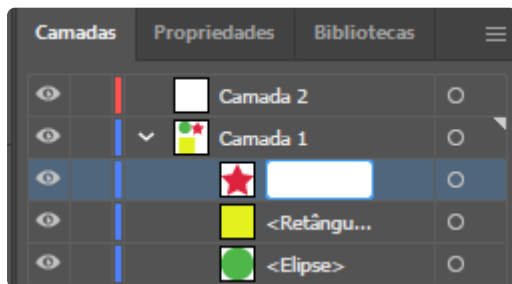 Camadas Propriedades Bibliotecas
Camada 2
Camada 1
<Retângu...
<Elipse>